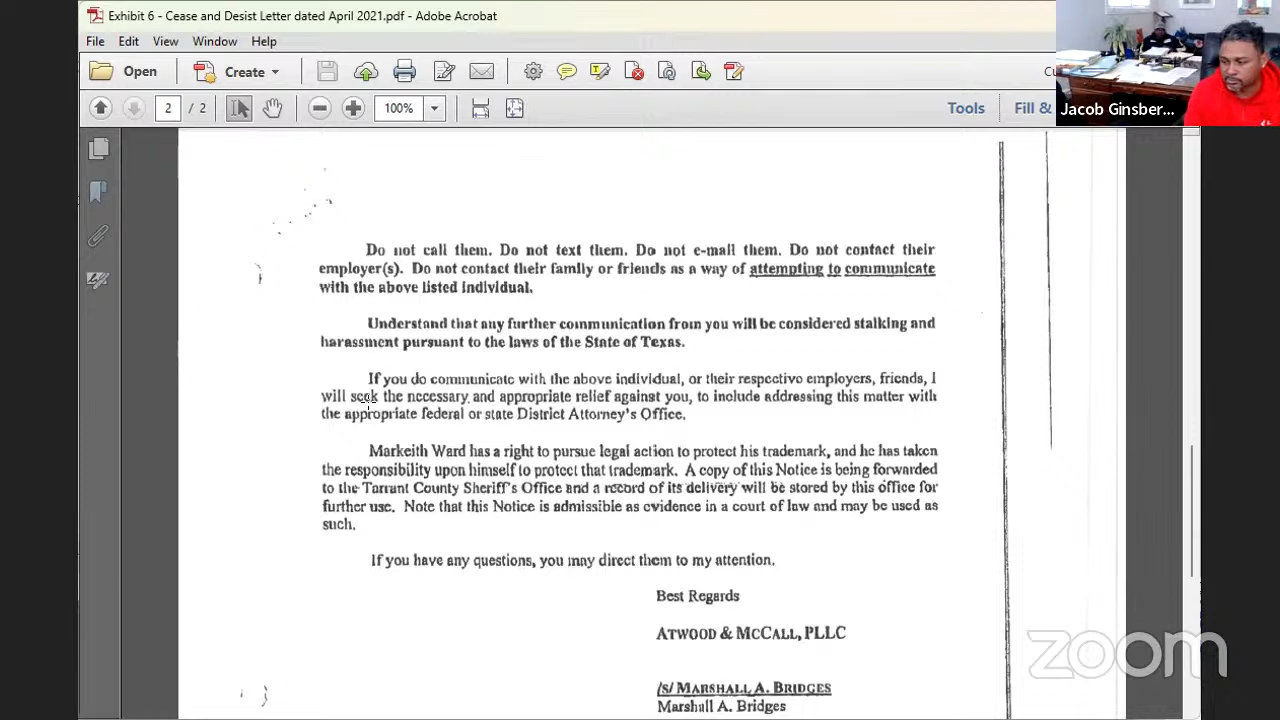 Exhibit 6 - Cease and Desist Letter dated April 2021.pdf - Adobe Acrobat
File Edit View Window Help
Open Create
2 / 2 100% Tools Fill &
Jacob Ginsber...
Do not call them. Do not text them. Do not e-mail them. Do not contact their
employer(s). Do not contact their family or friends as a way of attempting to communicate
with the above listed individual.
Understand that any further communication from you will be considered stalking and
harassment pursuant to the laws of the State of Texas.
If you do communicate with the above individual, or their respective employers, friends, I
will seek the necessary and appropriate relief against you, to include addressing this matter with
the appropriate federal or state District Attorney's Office.
Markeith Ward has a right to pursue legal action to protect his trademark, and he has taken
the responsibility upon himself to protect that trademark. A copy of this Notice is being forwarded
to the Tarrant County Sheriff's Office and a record of its delivery will be stored by this office for
further use. Note that this Notice is admissible as evidence in a court of law and may be used as
such.
If you have any questions, you may direct them to my attention.
Best Regards
ATWOOD & MCCALL, PLLC
/S/ MARSHALL A. BRIDGES
Marshall A. Bridges
zoom